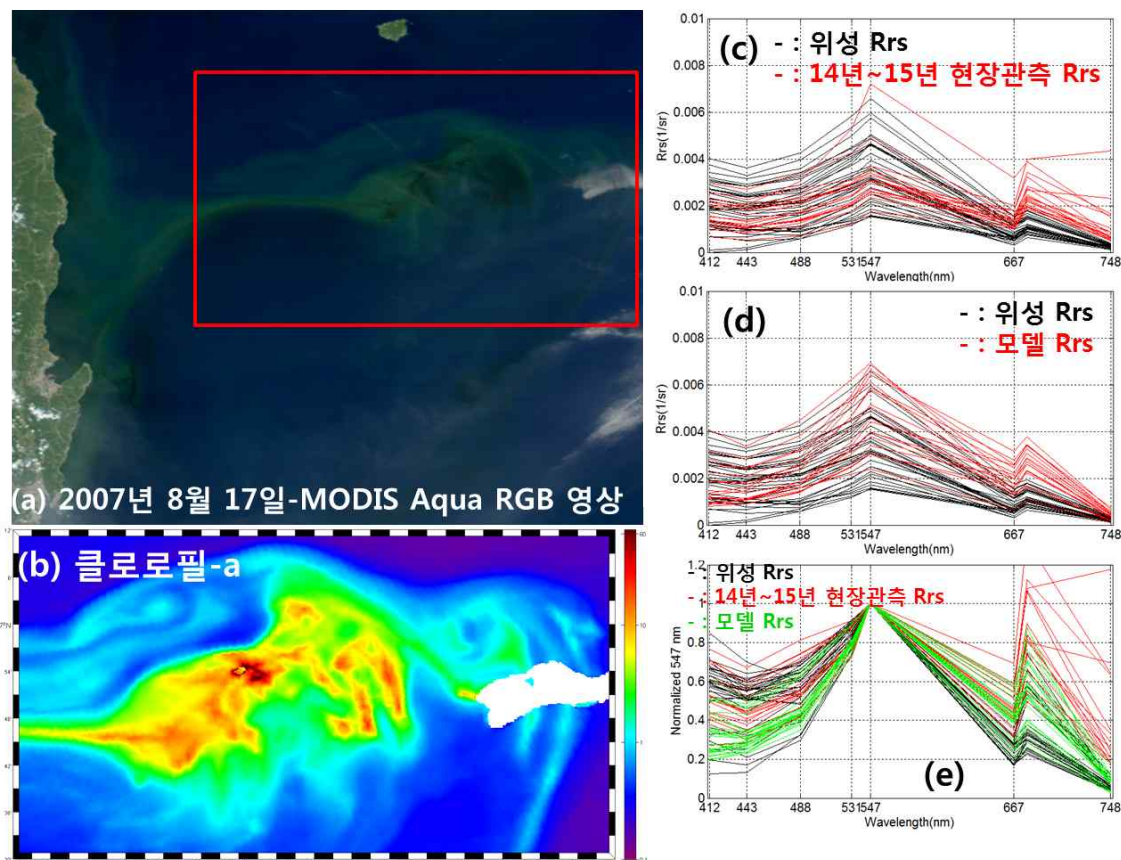 (a) 2007년 8월 17일-MODIS Aqua RGB 영상
(b) 클로로필-a
(c)
- : 위성 Rrs
- : 14년~15년 현장관측 Rrs
0.01
0.008
0.006
0.004
0.002
0
Rrs(1/sr)
412 443 488 531547 667 748
Wavelength(nm)
(d)
- : 위성 Rrs
- : 모델 Rrs
0.01
0.008
0.006
0.004
0.002
0
Rrs(1/sr)
412 443 488 531547 667 748
Wavelength(nm)
: 위성 Rrs
- : 14년~15년 현장관측 Rrs
- : 모델 Rrs
(e)
1.2
1
0.8
0.6
0.4
0.2
0
Normalized 547 nm
412 443 488 531547 667 748
Wavelength(nm)